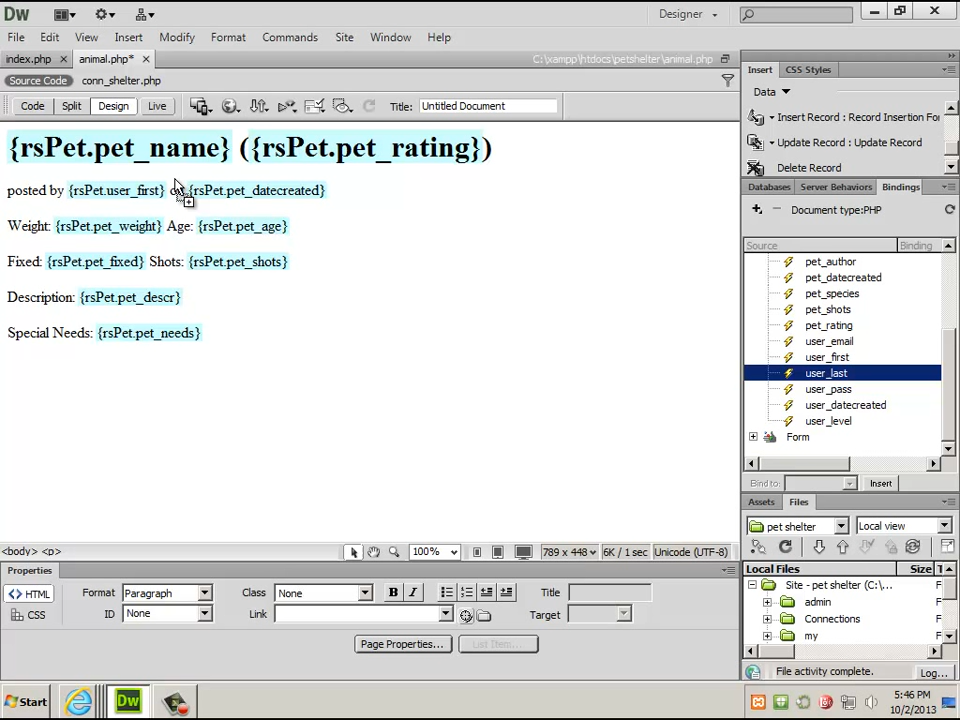 Dw
Designer
File Edit View Insert Modify Format Commands Site Window Help
index.php animal.php* C:\xampp\htdocs\petshelter\animal.php
Source Code conn_shelter.php
Code Split Design Live Title: Untitled Document
{rsPet.pet_name} ({rsPet.pet_rating})
posted by {rsPet.user_first} on {rsPet.pet_datecreated}
Weight: {rsPet.pet_weight} Age: {rsPet.pet_age}
Fixed: {rsPet.pet_fixed} Shots: {rsPet.pet_shots}
Description: {rsPet.pet_descr}
Special Needs: {rsPet.pet_needs}
Insert CSS Styles
Data
Insert Record : Record Insertion For
Update Record : Update Record
Delete Record
Databases Server Behaviors Bindings
Document type:PHP
Source Binding
pet_author
pet_datecreated
pet_species
pet_shots
pet_rating
user_email
user_first
user_last
user_pass
user_datecreated
user_level
Form
Bind to: Insert
Assets Files
pet shelter Local view
Local Files Size T
Site - pet shelter (C:\... F
admin F
Connections F
my F
File activity complete. Log...
<body> <p> 100% 789 x 448 6K / 1 sec Unicode (UTF-8)
Properties
HTML Format Paragraph Class None B I Title
CSS ID None Link Target
Page Properties... List Item...
Start Dw 5:46 PM
10/2/2013